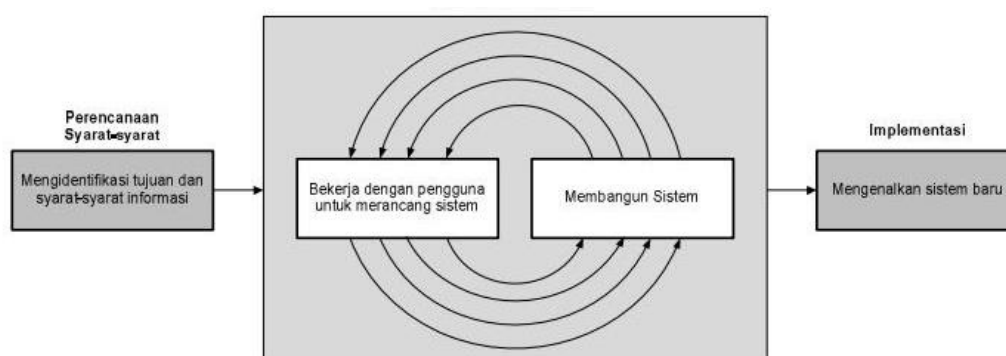 Perencanaan
Syarat-syarat
Mengidentifikasi tujuan dan
syarat-syarat informasi
Bekerja dengan pengguna
untuk merancang sistem
Membangun Sistem
Implementasi
Mengenalkan sistem baru